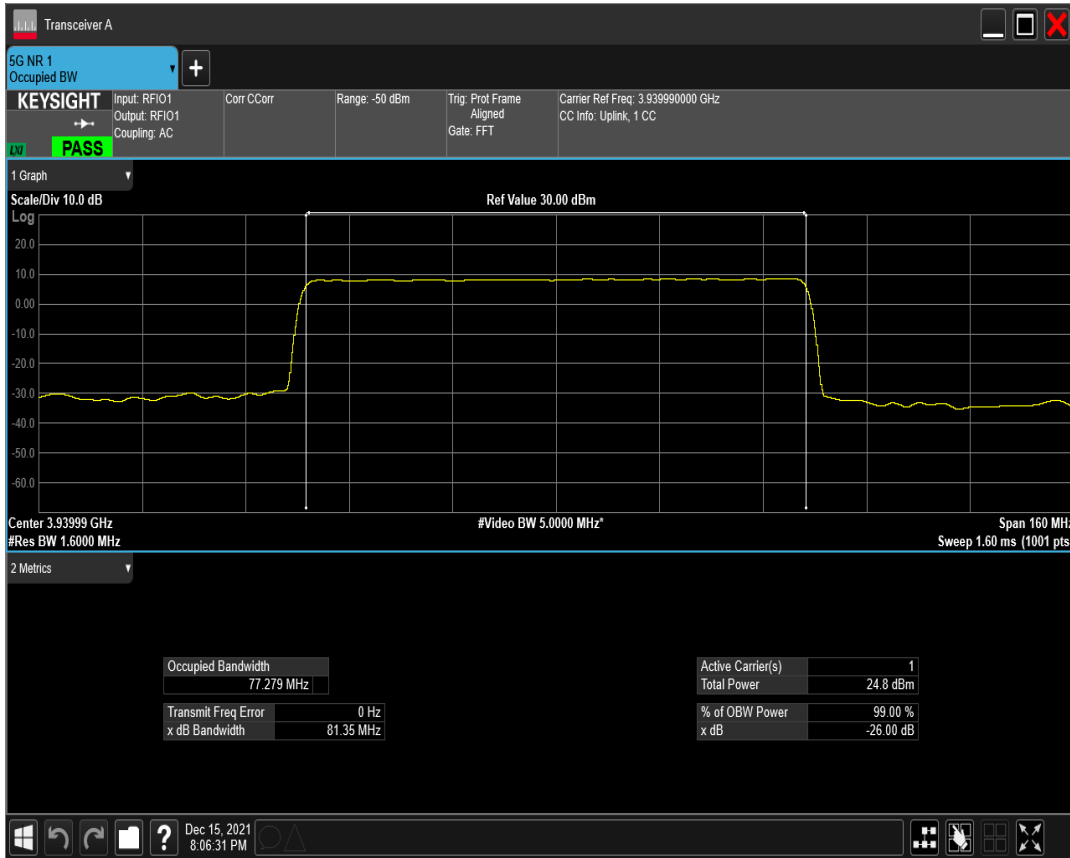 Transceiver A
5G NR 1
Occupied BW
+
KEYSIGHT
LXI
PASS
Input: RFIO1
Output: RFIO1
Coupling: AC
Corr CCorr
Range: -50 dBm
Trig: Prot Frame
Aligned
Gate: FFT
Carrier Ref Freq: 3.939990000 GHz
CC Info: Uplink, 1 CC
1 Graph
Scale/Div 10.0 dB
Ref Value 30.00 dBm
Log
20.0
10.0
0.00
-10.0
-20.0
-30.0
-40.0
-50.0
-60.0
Center 3.93999 GHz
#Video BW 5.0000 MHz*
Span 160 MHz
#Res BW 1.6000 MHz
Sweep 1.60 ms (1001 pts
2 Metrics
Occupied Bandwidth
77.279 MHz
Transmit Freq Error 0 Hz
x dB Bandwidth 81.35 MHz
Active Carrier(s) 1
Total Power 24.8 dBm
% of OBW Power 99.00 %
x dB -26.00 dB
?
Dec 15, 2021
8:06:31 PM